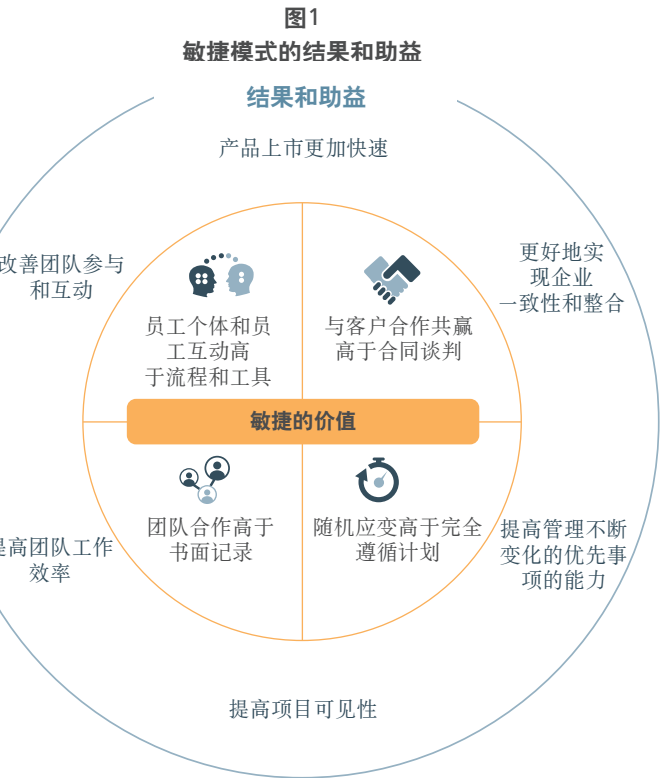 图1
敏捷模式的结果和助益
结果和助益
产品上市更加快速
改善团队参与
和互动
更好地实
现企业
一致性和整合
员工个体和员
工互动高
于流程和工具
与客户合作共赢
高于合同谈判
敏捷的价值
团队合作高于
书面记录
随机应变高于完全
遵循计划
提高团队工作
效率
提高管理不断
变化的优先事
项的能力
提高项目可见性